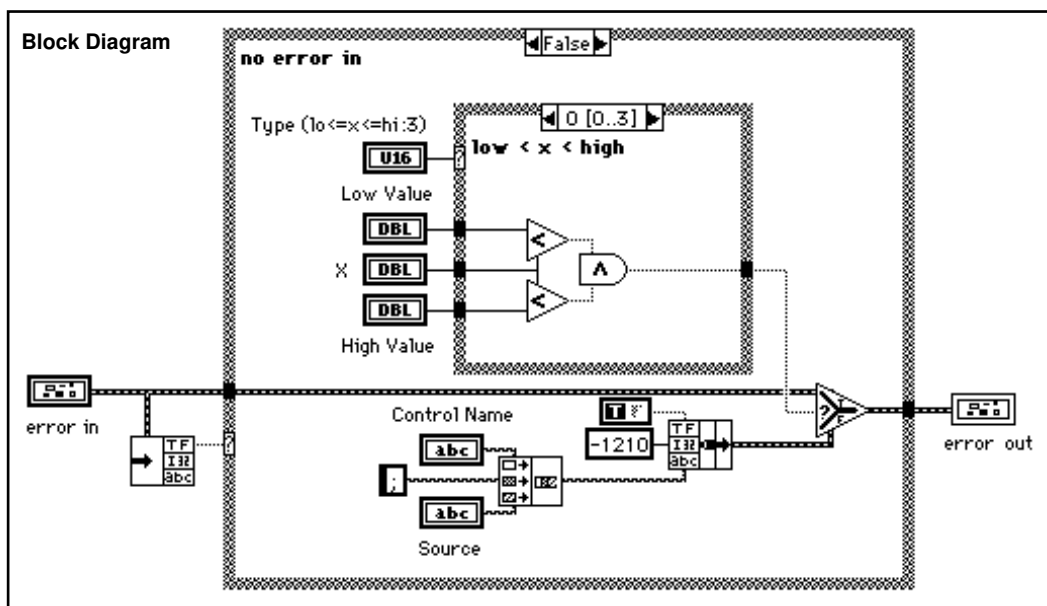 Block Diagram
False
no error in
Type (lo<=x<=hi:3)
0 [0..3]
low < x < high
U16
?
Low Value
DBL
<
X
DBL
∧
DBL
<
High Value
error in
Control Name
T F
?
T
F
error out
TF
I32
abc
?
abc
-1210
TF
I32
abc
;
abc
Source